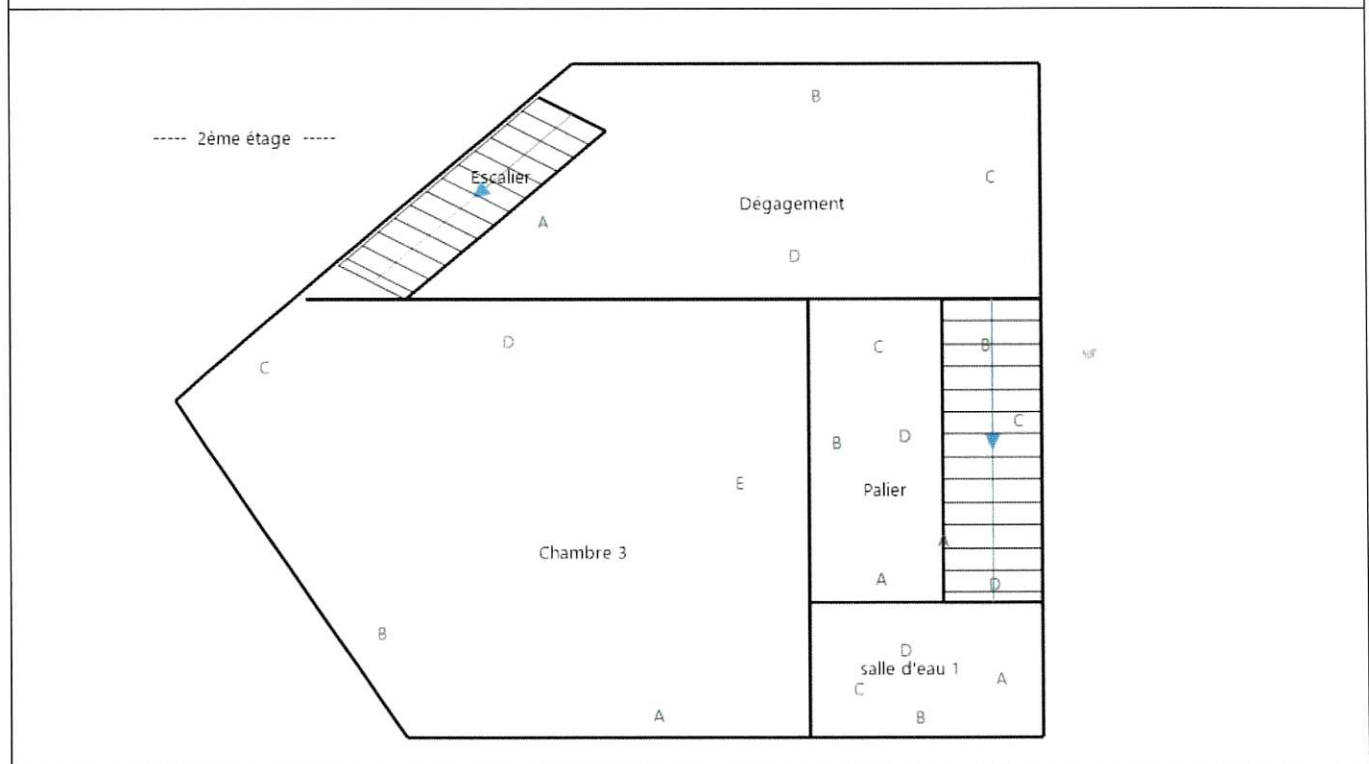 B
----- 2ème étage -----
Escalier
C
Dégagement
A
D
D
C
B
C
C
B
D
E
Palier
Chambre 3
A
A
D
B
D
salle d'eau 1
A
C
A
B